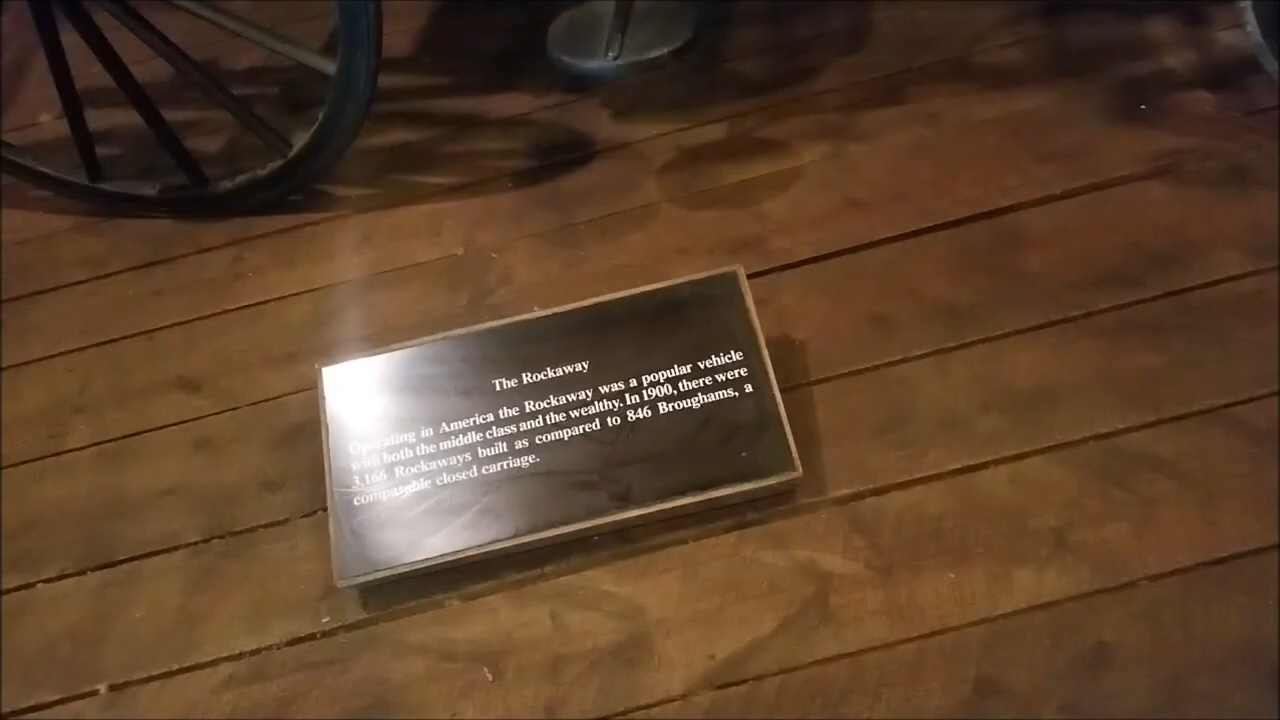 The Rockaway
Operating in America the Rockaway was a popular vehicle
with both the middle class and the wealthy. In 1900, there were
3,166 Rockaways built as compared to 846 Broughams, a
comparable closed carriage.